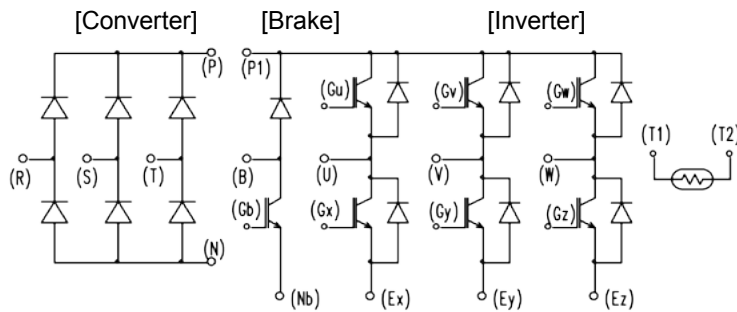 [Converter] [Brake] [Inverter]
(P) (P1)
(Gu) (Gv) (Gw)
(T1) (T2)
(R) (S) (T) (B) (U) (V) (W)
(Gb) (Gx) (Gy) (Gz)
(N)
(Nb) (Ex) (Ey) (Ez)